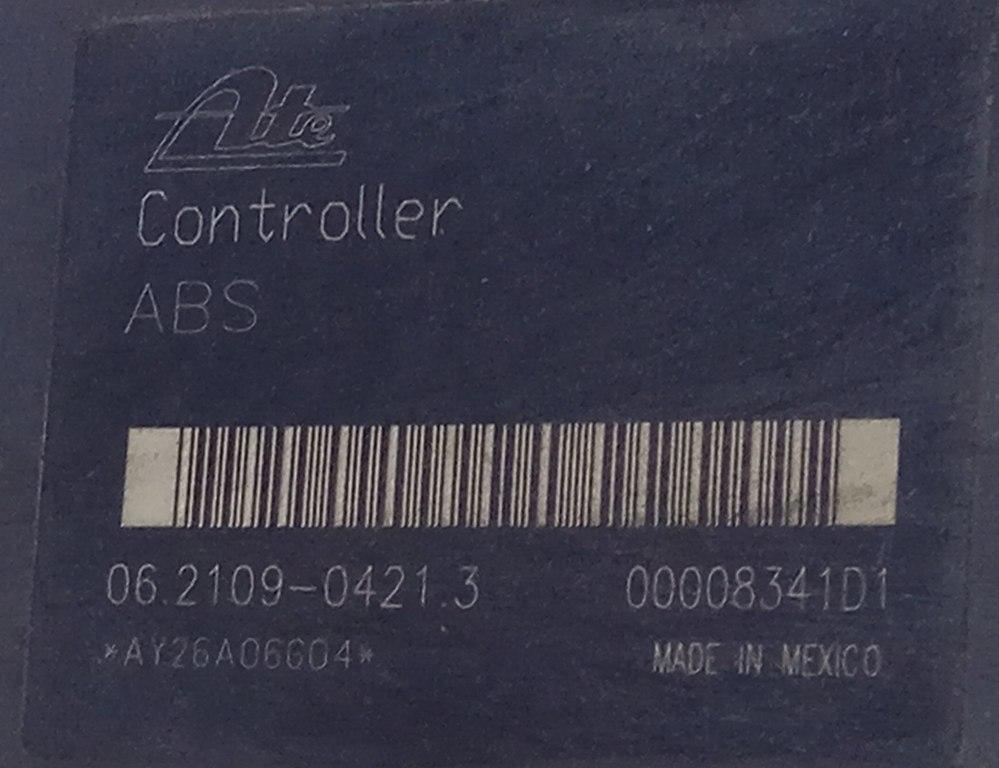 Ate
Controller
ABS
06.2109-0421.3 00008341D1
*AY26A06604* MADE IN MEXICO